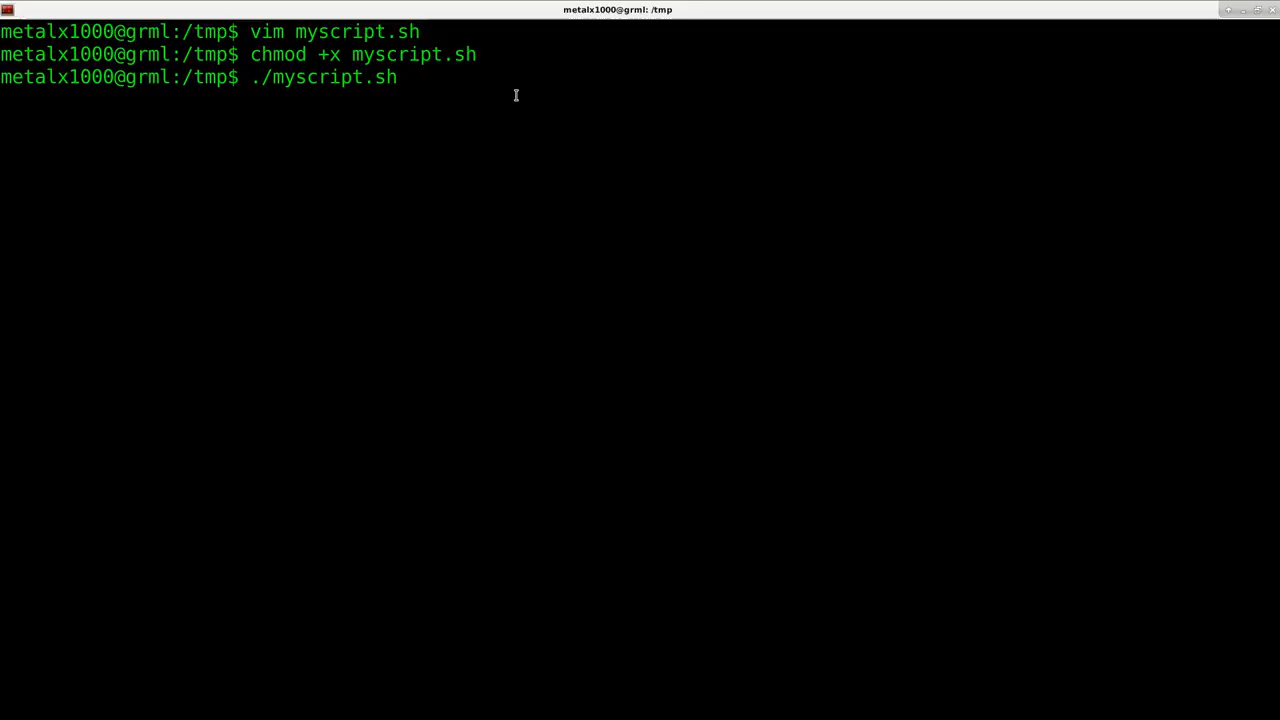 metalx1000@grml: /tmp
metalx1000@grml:/tmp$ vim myscript.sh
metalx1000@grml:/tmp$ chmod +x myscript.sh
metalx1000@grml:/tmp$ ./myscript.sh